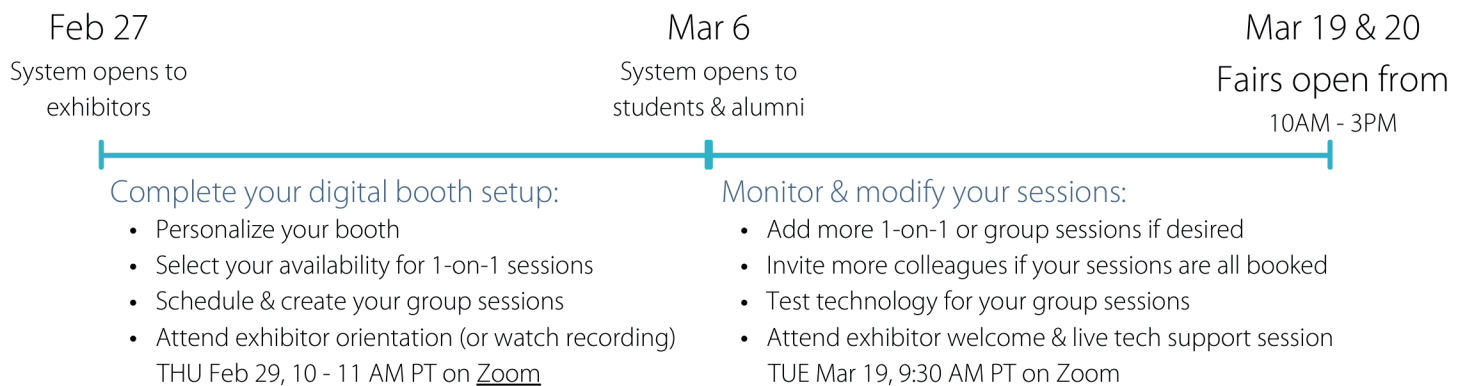 Feb 27
System opens to
exhibitors
Mar 6
System opens to
students & alumni
Mar 19 & 20
Fairs open from
10AM - 3PM
Complete your digital booth setup:
• Personalize your booth
• Select your availability for 1-on-1 sessions
• Schedule & create your group sessions
• Attend exhibitor orientation (or watch recording)
THU Feb 29, 10 - 11 AM PT on Zoom
Monitor & modify your sessions:
• Add more 1-on-1 or group sessions if desired
• Invite more colleagues if your sessions are all booked
• Test technology for your group sessions
• Attend exhibitor welcome & live tech support session
TUE Mar 19, 9:30 AM PT on Zoom